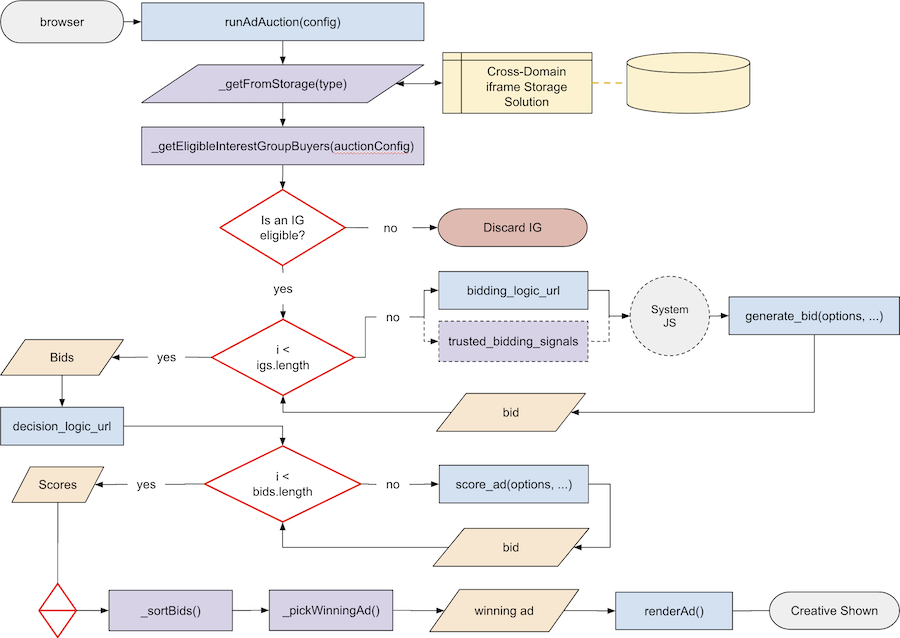 browser
runAdAuction(config)
_getFromStorage(type)
Cross-Domain
iframe Storage
Solution
_getEligibleInterestGroupBuyers(auctionConfig)
Is an IG
eligible?
no
Discard IG
yes
bidding_logic_url
no
System
JS
generate_bid(options, ...)
trusted_bidding_signals
i <
igs.length
yes
Bids
bid
decision_logic_url
i <
bids.length
yes
Scores
no
score_ad(options, ...)
bid
_sortBids()
_pickWinningAd()
winning ad
renderAd()
Creative Shown